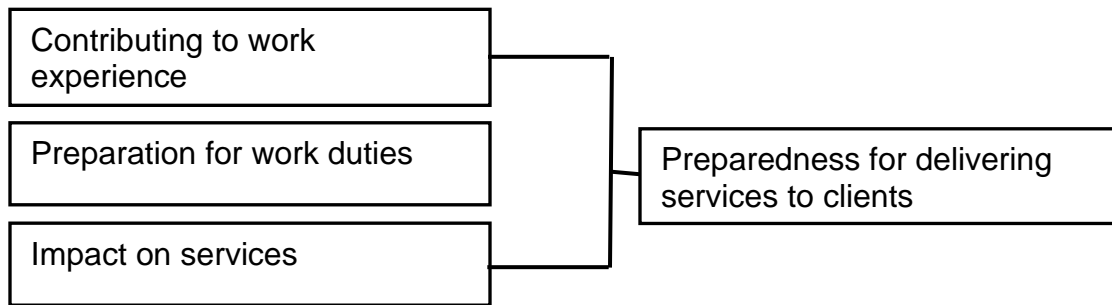 Contributing to work
experience
Preparation for work duties
Impact on services
Preparedness for delivering
services to clients